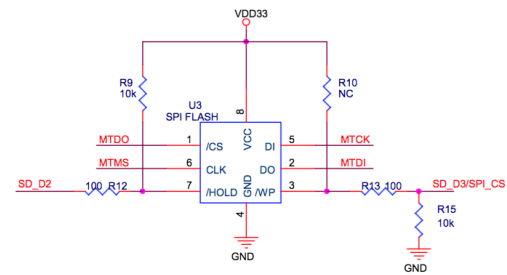 VDD33
R9
10k
R10
NC
U3
SPI FLASH
8
VCC
MTDO
1
/CS
DI
5
MTCK
MTMS
6
CLK
DO
2
MTDI
SD_D2
100 R12
7
/HOLD
GND
/WP
3
R13 100
SD_D3/SPI_CS
4
R15
10k
GND
GND